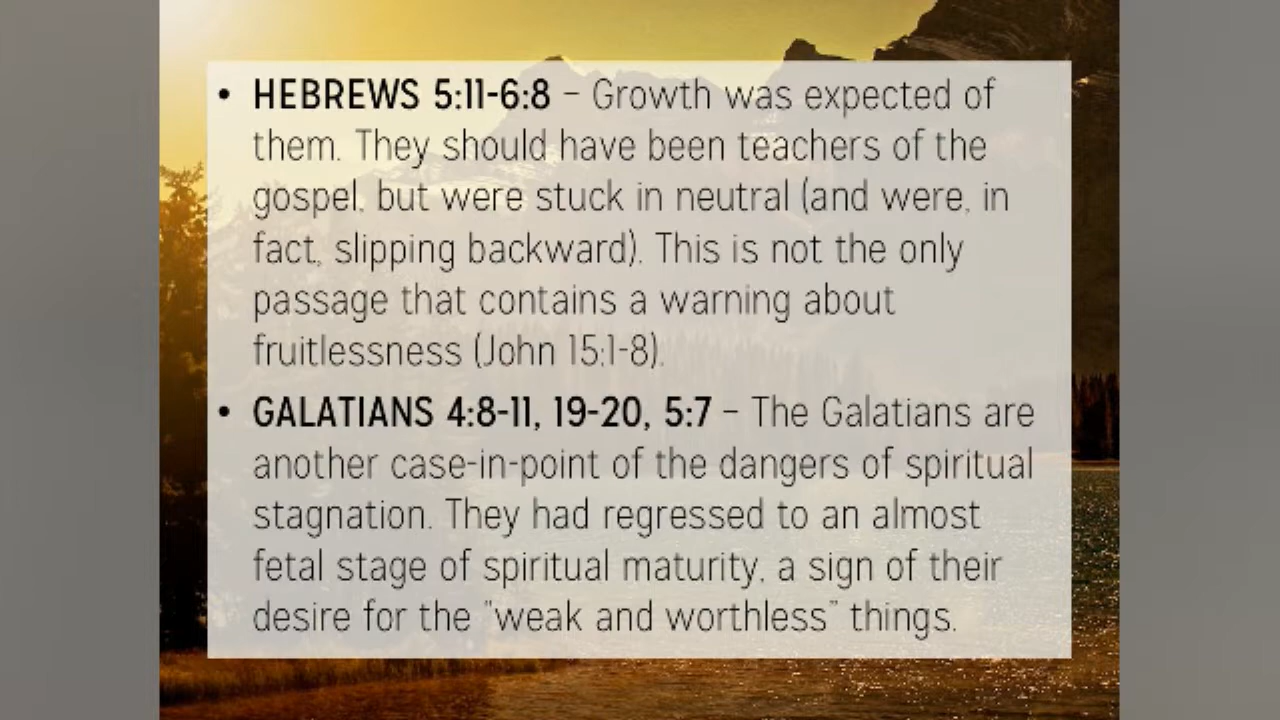 • HEBREWS 5:11-6:8 – Growth was expected of
them. They should have been teachers of the
gospel, but were stuck in neutral (and were, in
fact, slipping backward). This is not the only
passage that contains a warning about
fruitlessness (John 15:1-8).
• GALATIANS 4:8-11, 19-20, 5:7 – The Galatians are
another case-in-point of the dangers of spiritual
stagnation. They had regressed to an almost
fetal stage of spiritual maturity, a sign of their
desire for the "weak and worthless" things.